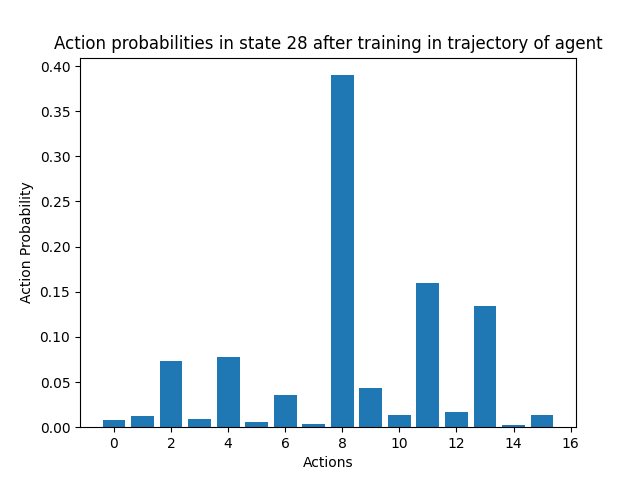 Action probabilities in state 28 after training in trajectory of agent
0.40
0.35
0.30
0.25
0.20
0.15
0.10
0.05
0.00
Action Probability
0 2 4 6 8 10 12 14 16
Actions